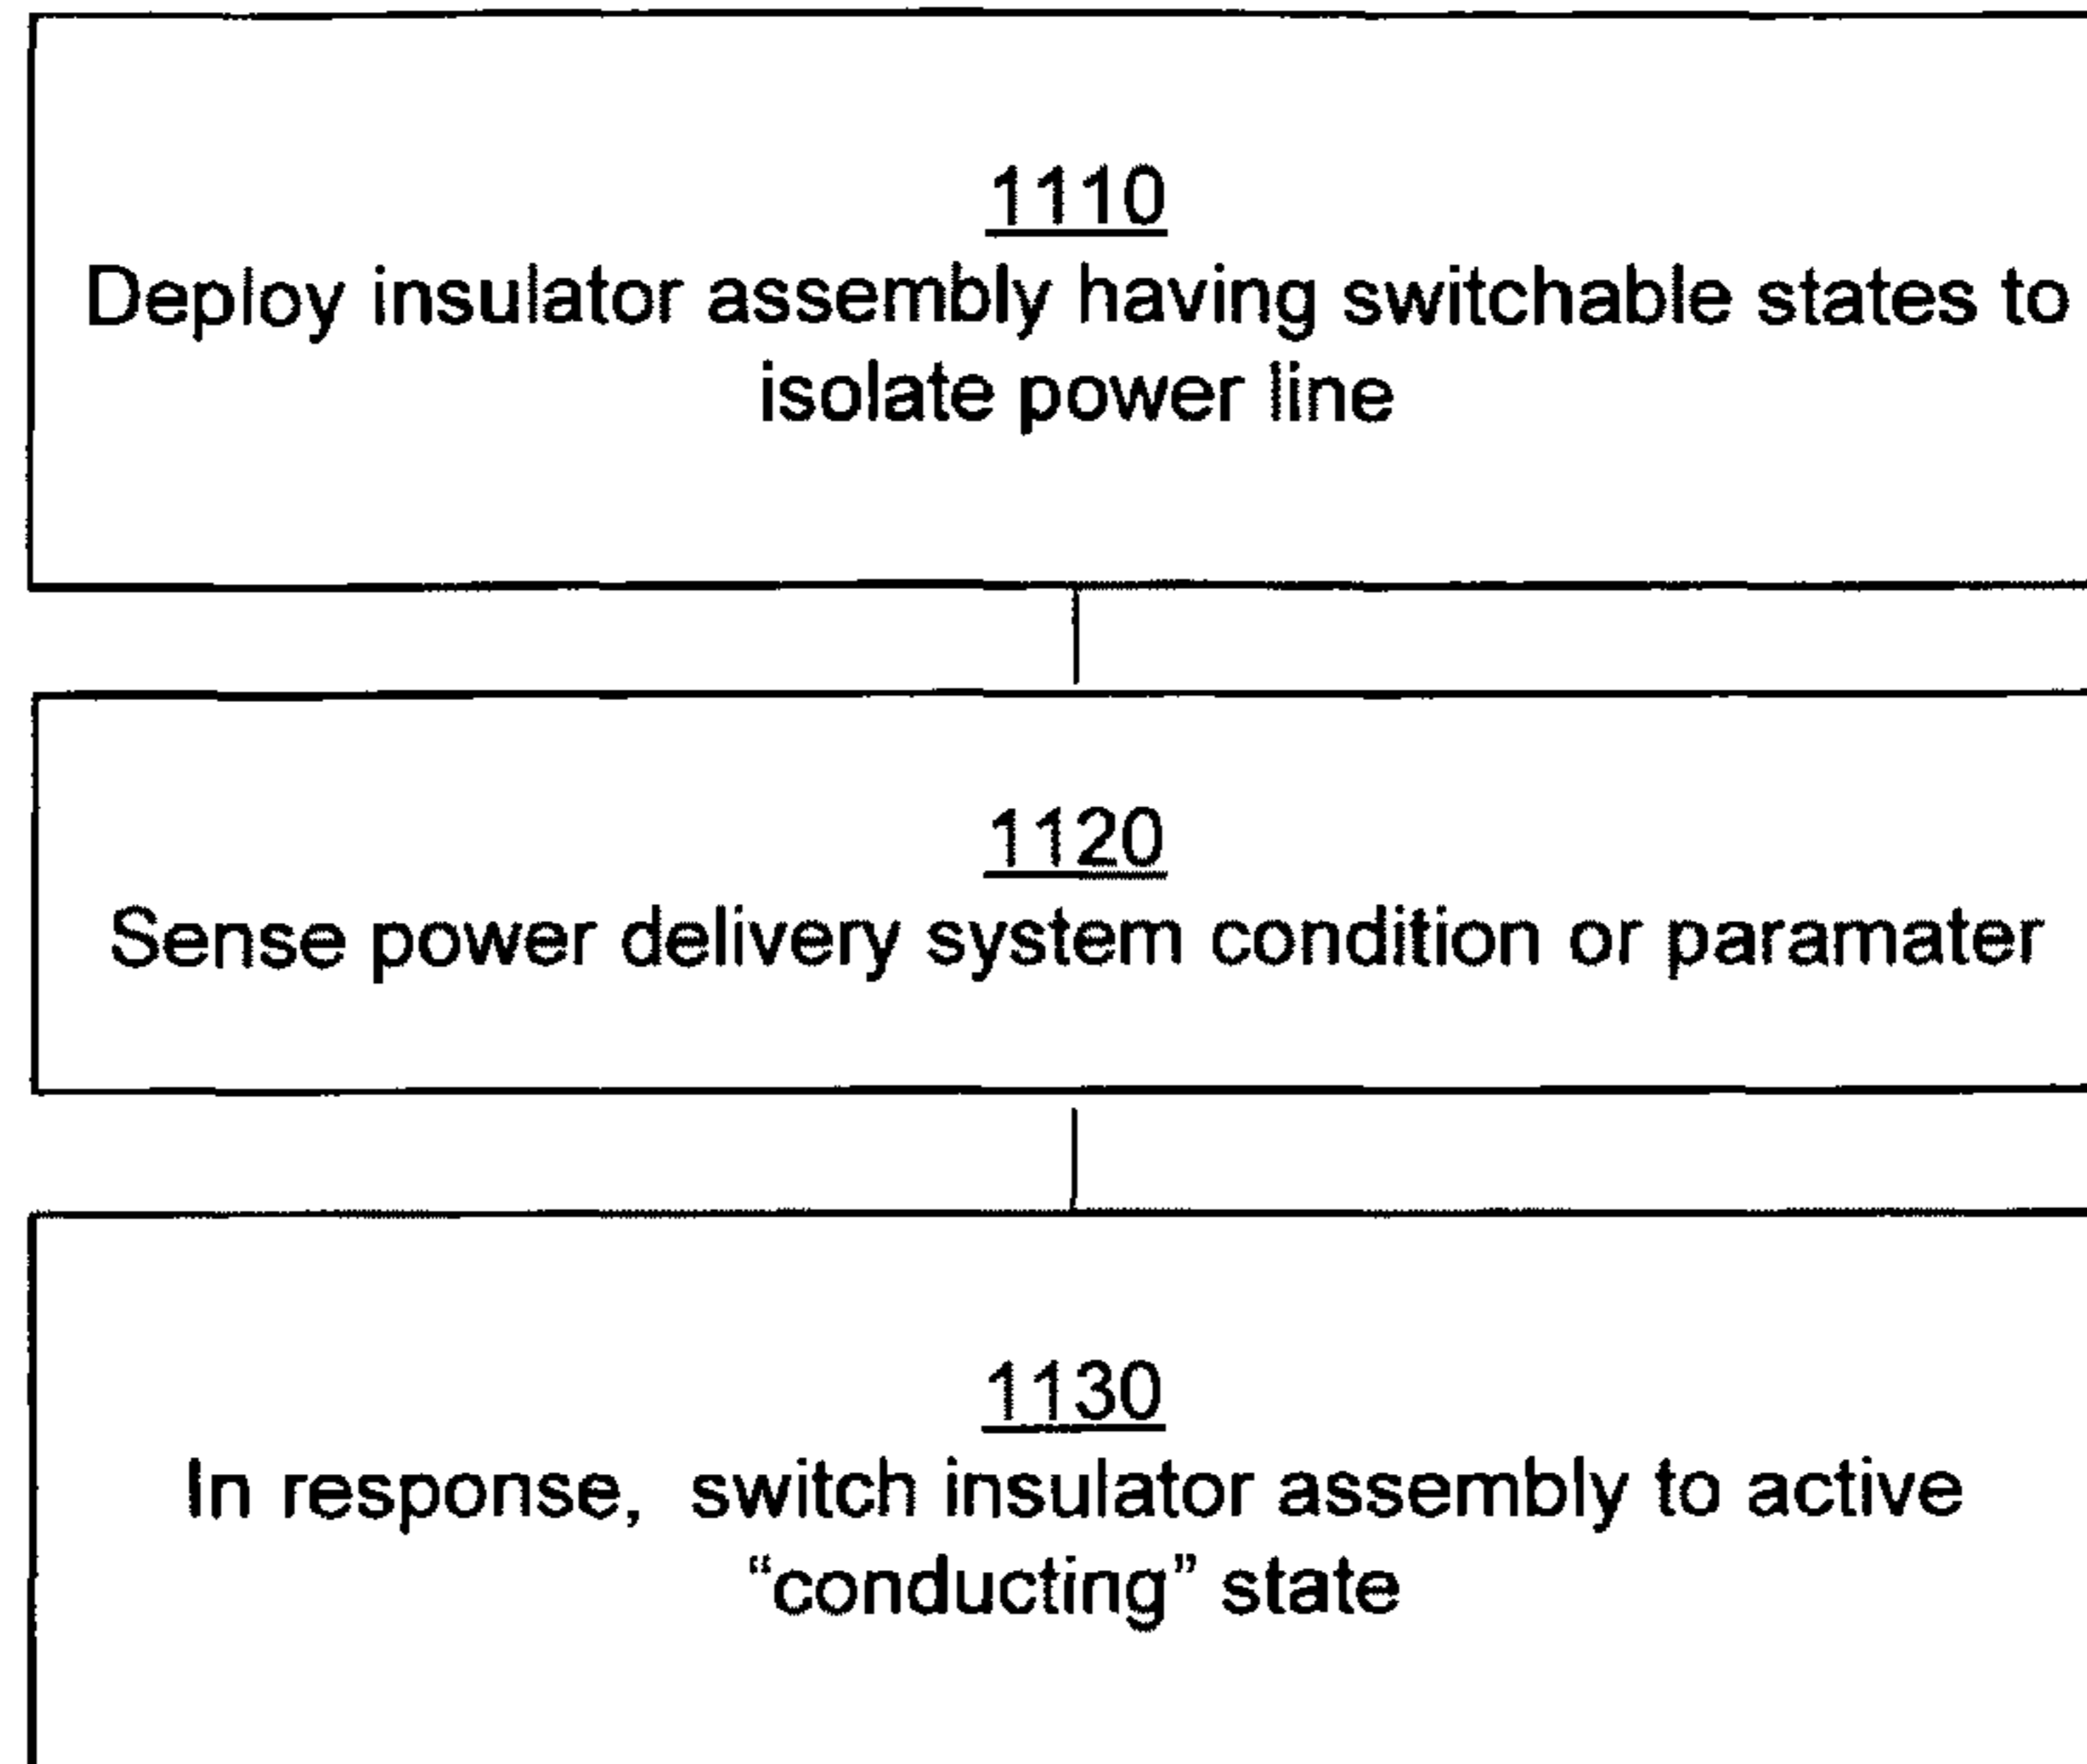 1110
Deploy insulator assembly having switchable states to
isolate power line
1120
Sense power delivery system condition or paramater
1130
In response, switch insulator assembly to active
“conducting” state